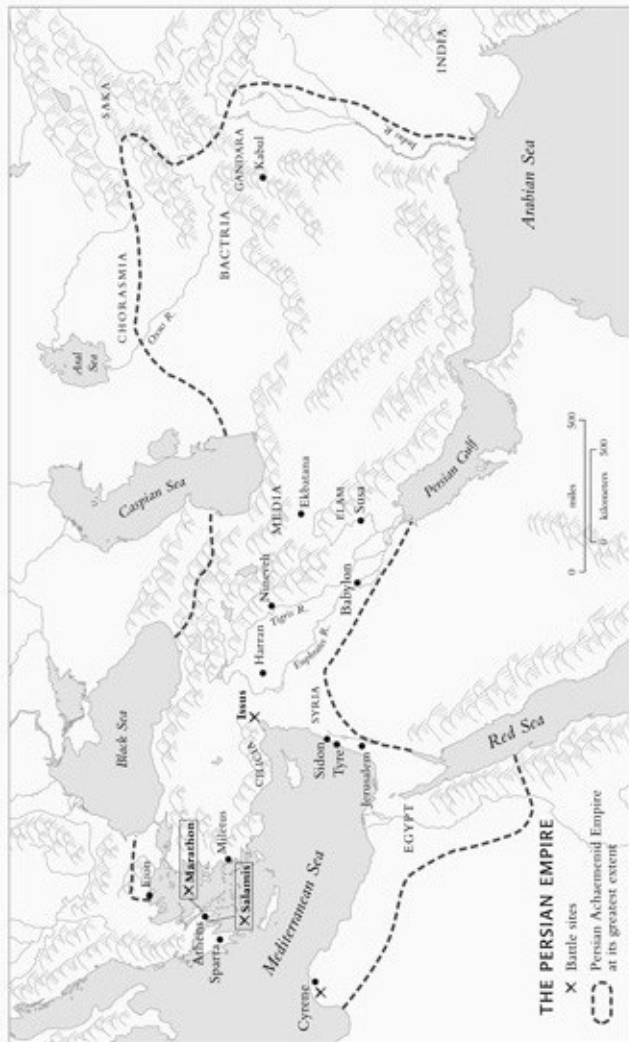 SAKA
CHORASMIA
Aral
Sea
Oxus R.
BACTRIA
GANDARA
Kabul
Indus R.
INDIA
Arabian Sea
Caspian Sea
MEDIA
Ekbatana
ELAM
Susa
Persian Gulf
Black Sea
Harran
Nineveh
Tigris R.
Euphrates R.
Babylon
Issus
CILICIA
SYRIA
Sidon
Tyre
Jerusalem
Red Sea
EGYPT
Eion
Marathon
Miletus
Athens
Salamis
Sparta
Mediterranean Sea
Cyrene
THE PERSIAN EMPIRE
Battle sites
Persian Achaemenid Empire
at its greatest extent
0 miles 500
0 kilometers 500